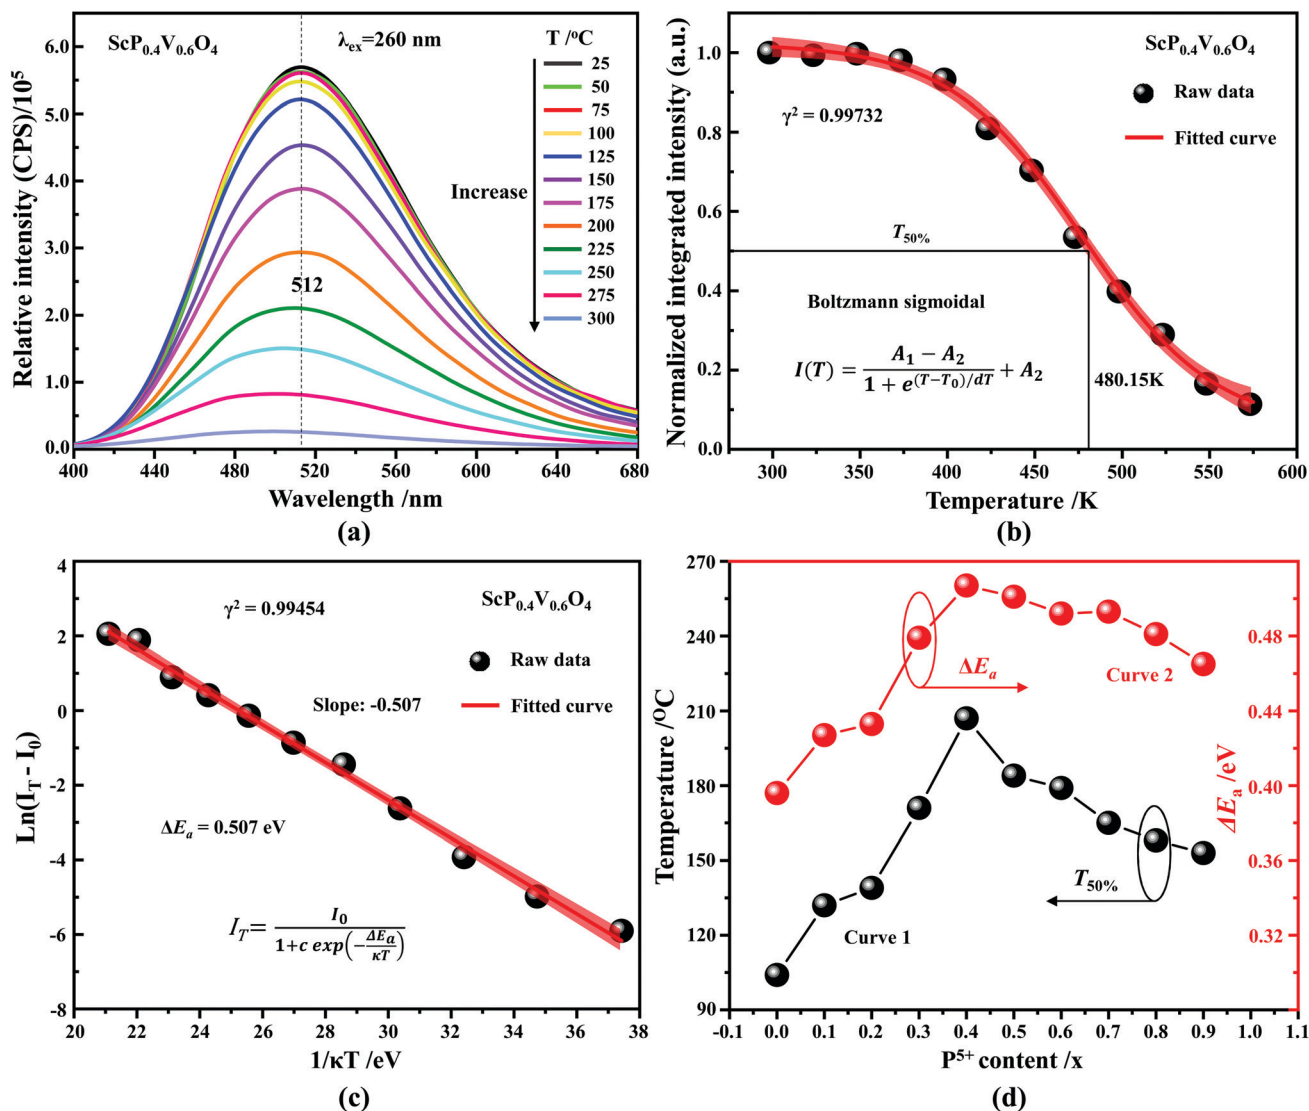 (a)
ScP₀.₄V₀.₆O₄
λex=260 nm
T /ᵒC
25
50
75
100
125
150
175
200
225
250
275
300
Increase
512
Relative intensity (CPS)/10⁵
6.0
5.0
4.0
3.0
2.0
1.0
0.0
400 440 480 520 560 600 640 680
Wavelength /nm
(b)
ScP₀.₄V₀.₆O₄
Raw data
Fitted curve
γ² = 0.99732
T50%
Boltzmann sigmoidal
I(T) = (A₁ − A₂)/(1 + e^((T−T₀)/dT)) + A₂
480.15K
Normalized integrated intensity (a.u.)
1.0
0.8
0.6
0.4
0.2
0.0
300 350 400 450 500 550 600
Temperature /K
(c)
γ² = 0.99454
ScP₀.₄V₀.₆O₄
Raw data
Slope: -0.507
Fitted curve
ΔEa = 0.507 eV
I_T = I₀/(1+c exp(−ΔEa/κT))
Ln(I_T - I₀)
4
2
0
-2
-4
-6
-8
20 22 24 26 28 30 32 34 36 38
1/κT /eV
(d)
ΔEa
Curve 2
T50%
Curve 1
Temperature /ᴼC
270
240
210
180
150
120
90
ΔEa /eV
0.48
0.44
0.40
0.36
0.32
-0.1 0.0 0.1 0.2 0.3 0.4 0.5 0.6 0.7 0.8 0.9 1.0 1.1
P⁵⁺ content /x